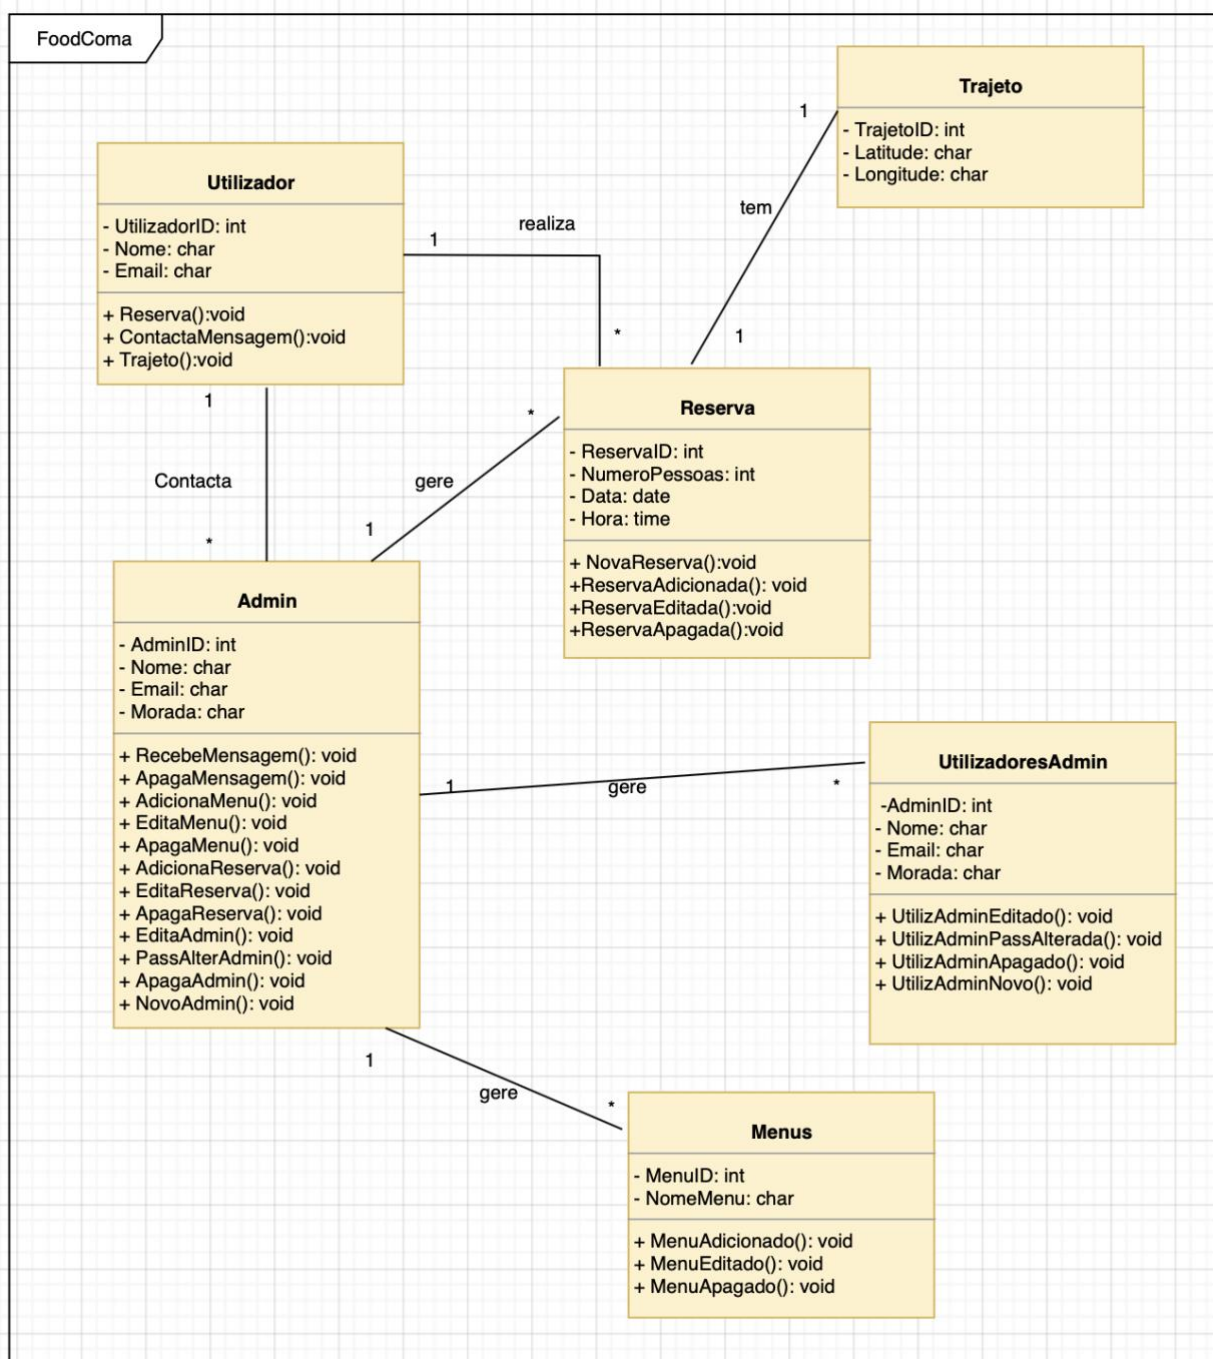 FoodComa
Trajeto
- TrajetoID: int
- Latitude: char
- Longitude: char
1
tem
1
Utilizador
- UtilizadorID: int
- Nome: char
- Email: char
+ Reserva():void
+ ContactaMensagem():void
+ Trajeto():void
1
realiza
*
1
Contacta
*
*
gere
1
Reserva
- ReservaID: int
- NumeroPessoas: int
- Data: date
- Hora: time
+ NovaReserva():void
+ReservaAdicionada(): void
+ReservaEditada():void
+ReservaApagada():void
Admin
- AdminID: int
- Nome: char
- Email: char
- Morada: char
+ RecebeMensagem(): void
+ ApagaMensagem(): void
+ AdicionaMenu(): void
+ EditaMenu(): void
+ ApagaMenu(): void
+ AdicionaReserva(): void
+ EditaReserva(): void
+ ApagaReserva(): void
+ EditaAdmin(): void
+ PassAlterAdmin(): void
+ ApagaAdmin(): void
+ NovoAdmin(): void
1
gere
*
UtilizadoresAdmin
-AdminID: int
- Nome: char
- Email: char
- Morada: char
+ UtilizAdminEditado(): void
+ UtilizAdminPassAlterada(): void
+ UtilizAdminApagado(): void
+ UtilizAdminNovo(): void
1
gere
*
Menus
- MenuID: int
- NomeMenu: char
+ MenuAdicionado(): void
+ MenuEditado(): void
+ MenuApagado(): void